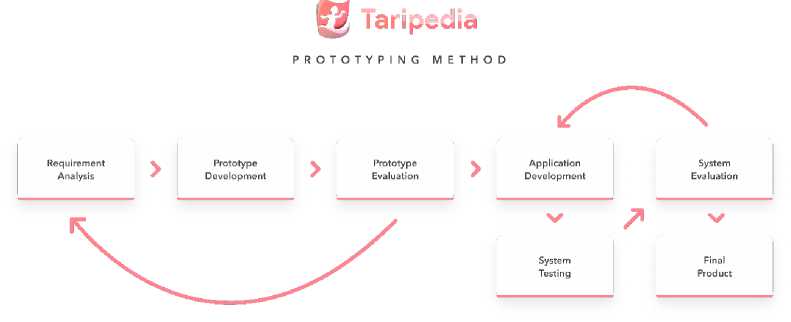 Taripedia
PROTOTYPING METHOD
Requirement
Analysis
Prototype
Development
Prototype
Evaluation
Application
Development
System
Evaluation
System
Testing
Final
Product